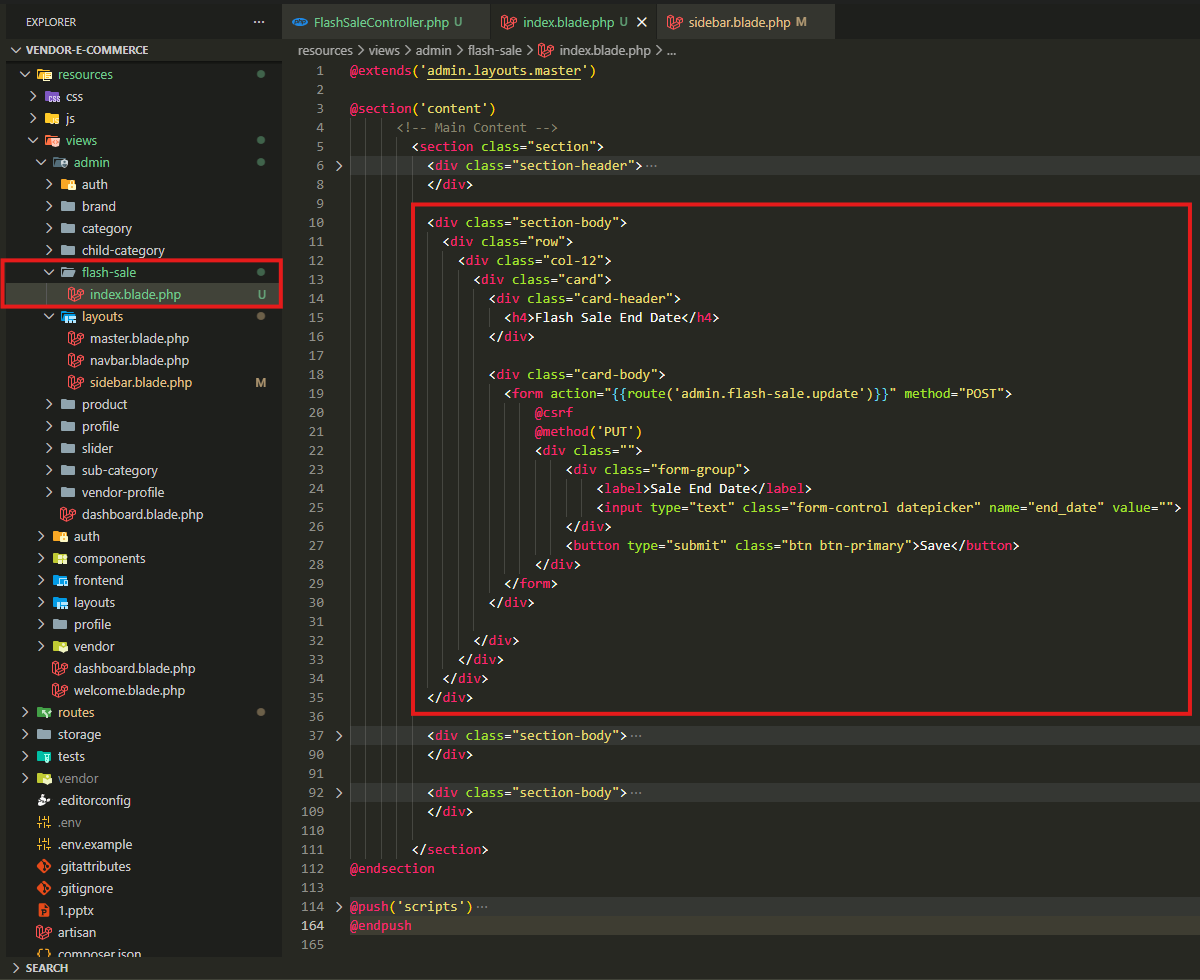 EXPLORER ...
VENDOR-E-COMMERCE
resources
css
js
views
admin
auth
brand
category
child-category
flash-sale
index.blade.php U
layouts
master.blade.php
navbar.blade.php
sidebar.blade.php M
product
profile
slider
sub-category
vendor-profile
dashboard.blade.php
auth
components
frontend
layouts
profile
vendor
dashboard.blade.php
welcome.blade.php
routes
storage
tests
vendor
.editorconfig
.env
.env.example
.gitattributes
.gitignore
1.pptx
artisan
composer.json
SEARCH
php FlashSaleController.php U
index.blade.php U
sidebar.blade.php M
resources > views > admin > flash-sale > index.blade.php > ...
1 @extends('admin.layouts.master')
2
3 @section('content')
4 <!-- Main Content -->
5 <section class="section">
6 <div class="section-header"> ...
8 </div>
9
10 <div class="section-body">
11 <div class="row">
12 <div class="col-12">
13 <div class="card">
14 <div class="card-header">
15 <h4>Flash Sale End Date</h4>
16 </div>
17
18 <div class="card-body">
19 <form action="{{route('admin.flash-sale.update')}}" method="POST">
20 @csrf
21 @method('PUT')
22 <div class="">
23 <div class="form-group">
24 <label>Sale End Date</label>
25 <input type="text" class="form-control datepicker" name="end_date" value="">
26 </div>
27 <button type="submit" class="btn btn-primary">Save</button>
28 </div>
29 </form>
30 </div>
31
32 </div>
33 </div>
34 </div>
35 </div>
36
37 <div class="section-body"> ...
90 </div>
91
92 <div class="section-body"> ...
109 </div>
110
111 </section>
112 @endsection
113
114 @push('scripts') ...
164 @endpush
165